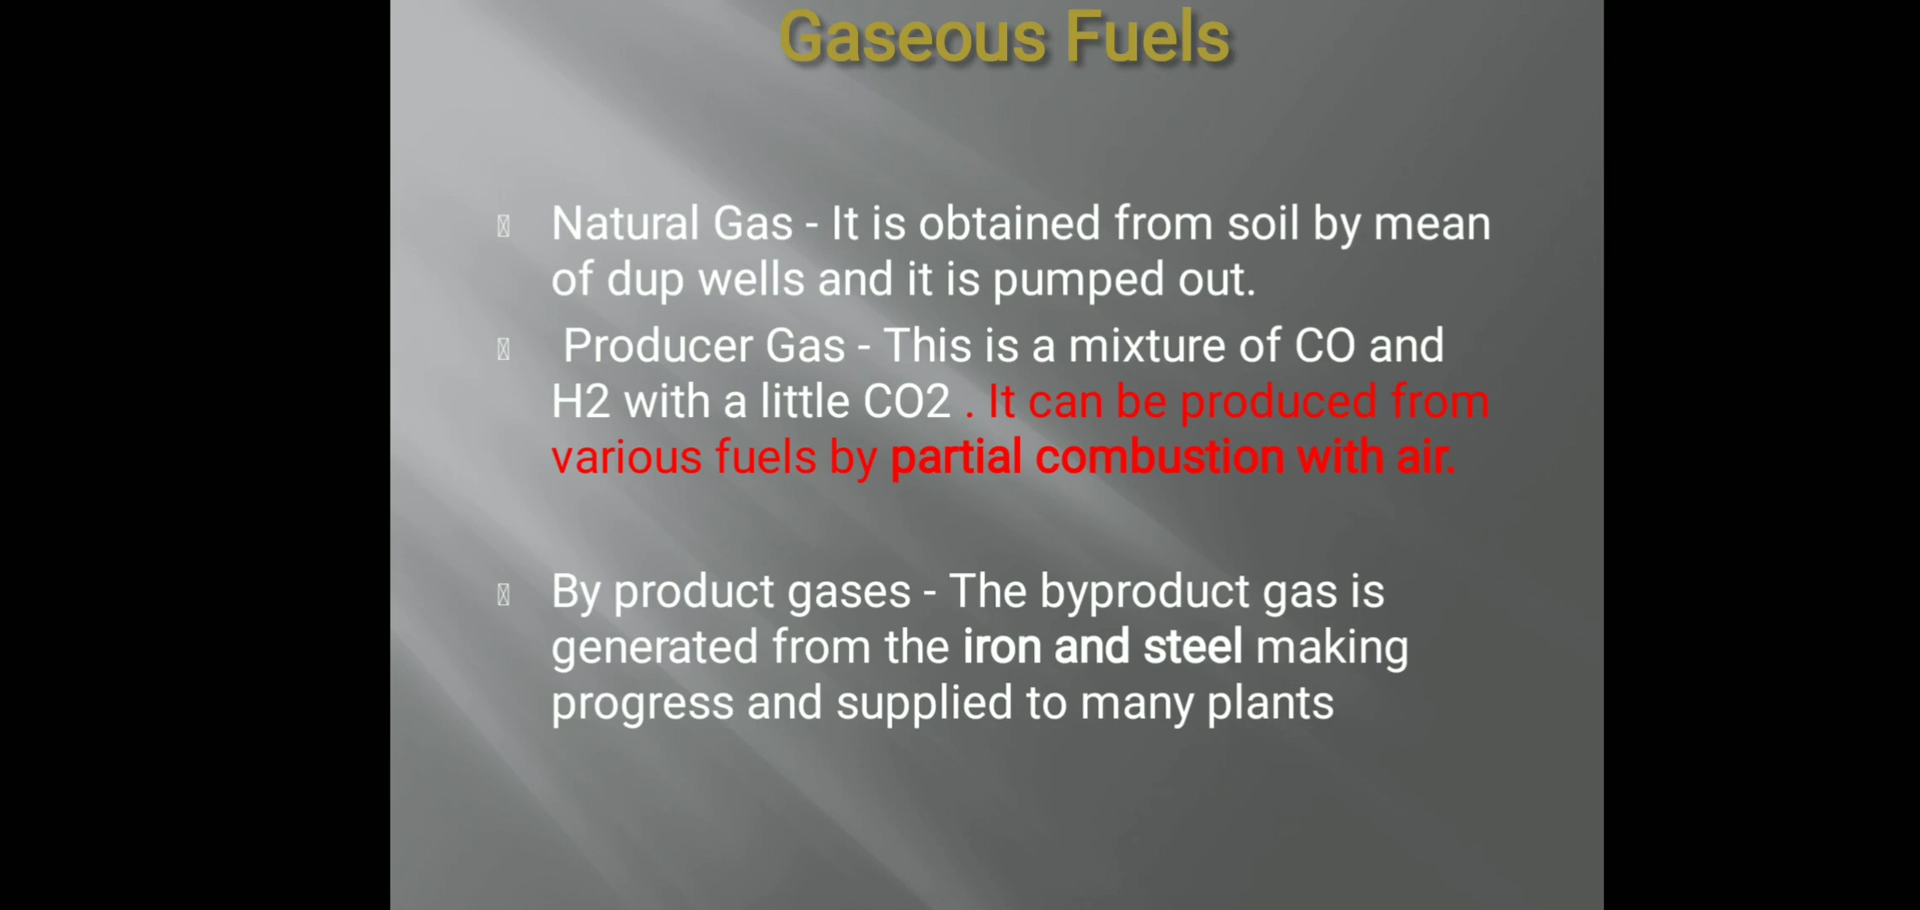 Gaseous Fuels
Natural Gas - It is obtained from soil by mean
of dup wells and it is pumped out.
Producer Gas - This is a mixture of CO and
H2 with a little CO2 . It can be produced from
various fuels by partial combustion with air.
By product gases - The byproduct gas is
generated from the iron and steel making
progress and supplied to many plants